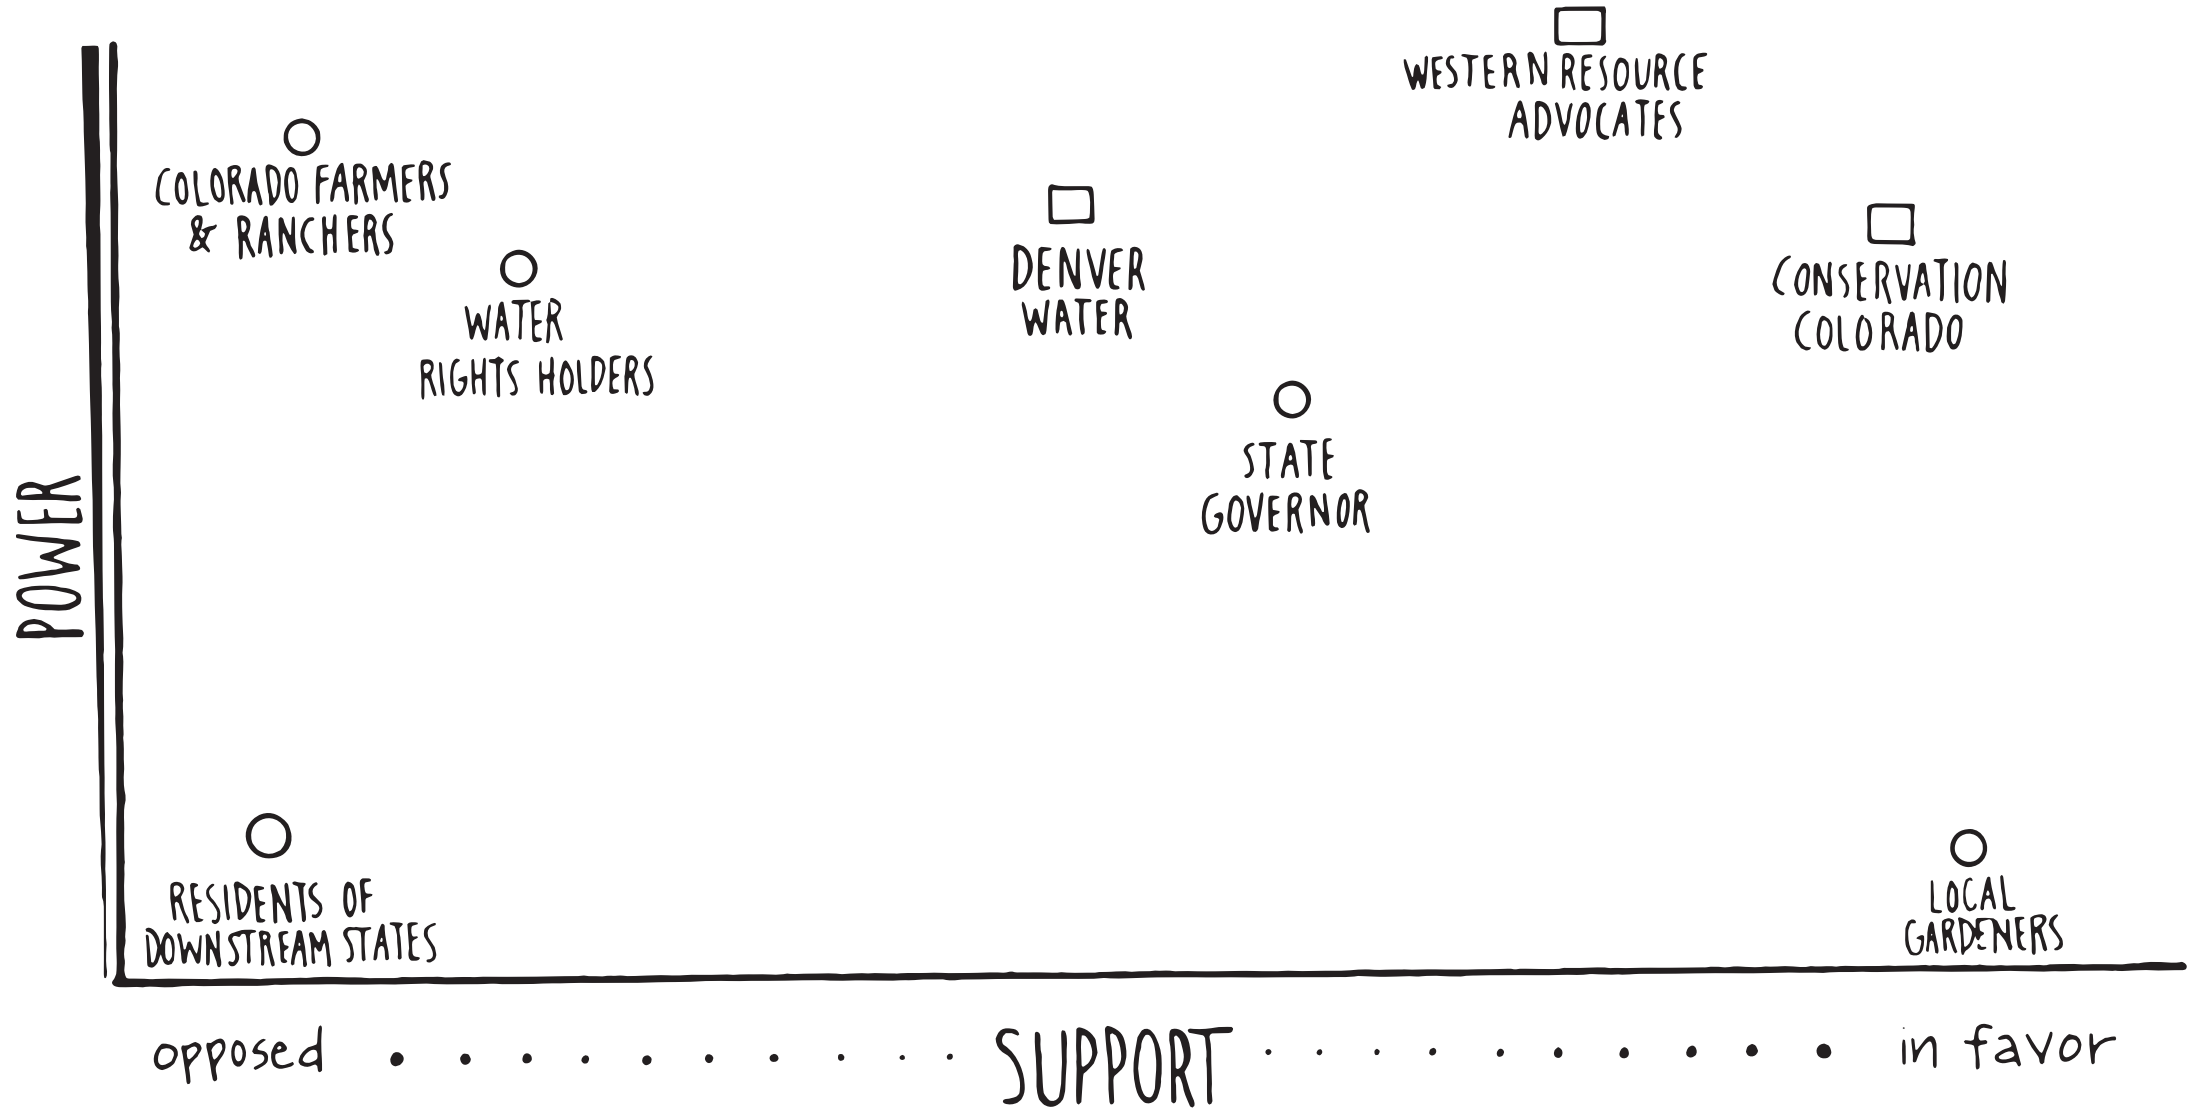 WESTERN RESOURCE
ADVOCATES
COLORADO FARMERS
& RANCHERS
WATER
RIGHTS HOLDERS
DENVER
WATER
CONSERVATION
COLORADO
STATE
GOVERNOR
POWER
RESIDENTS OF
DOWNSTREAM STATES
LOCAL
GARDENERS
opposed SUPPORT in favor